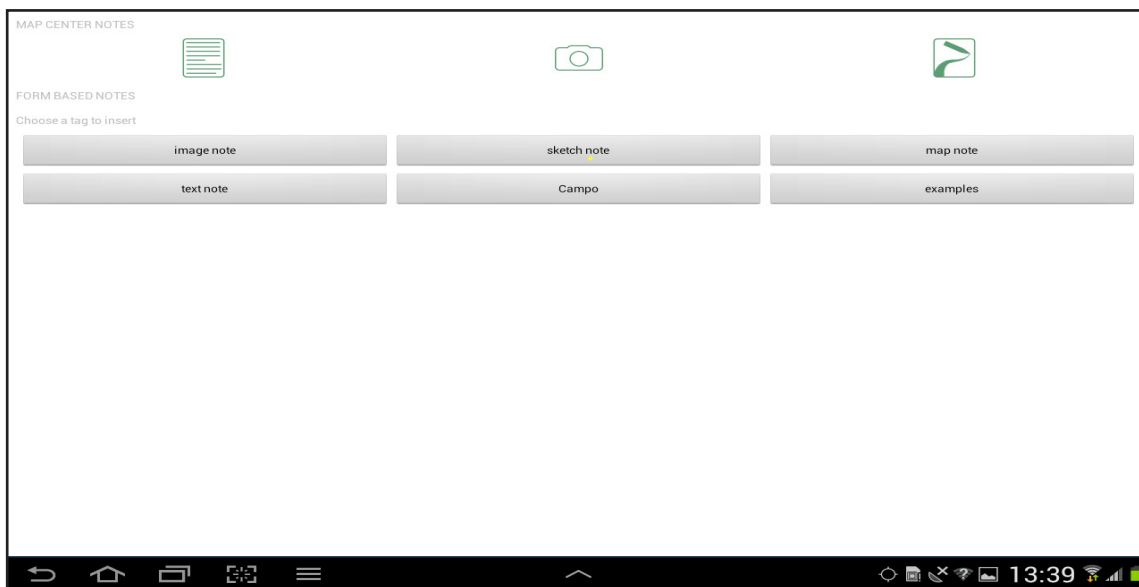 MAP CENTER NOTES
FORM BASED NOTES
Choose a tag to insert
image note sketch note map note
text note Campo examples
13:39